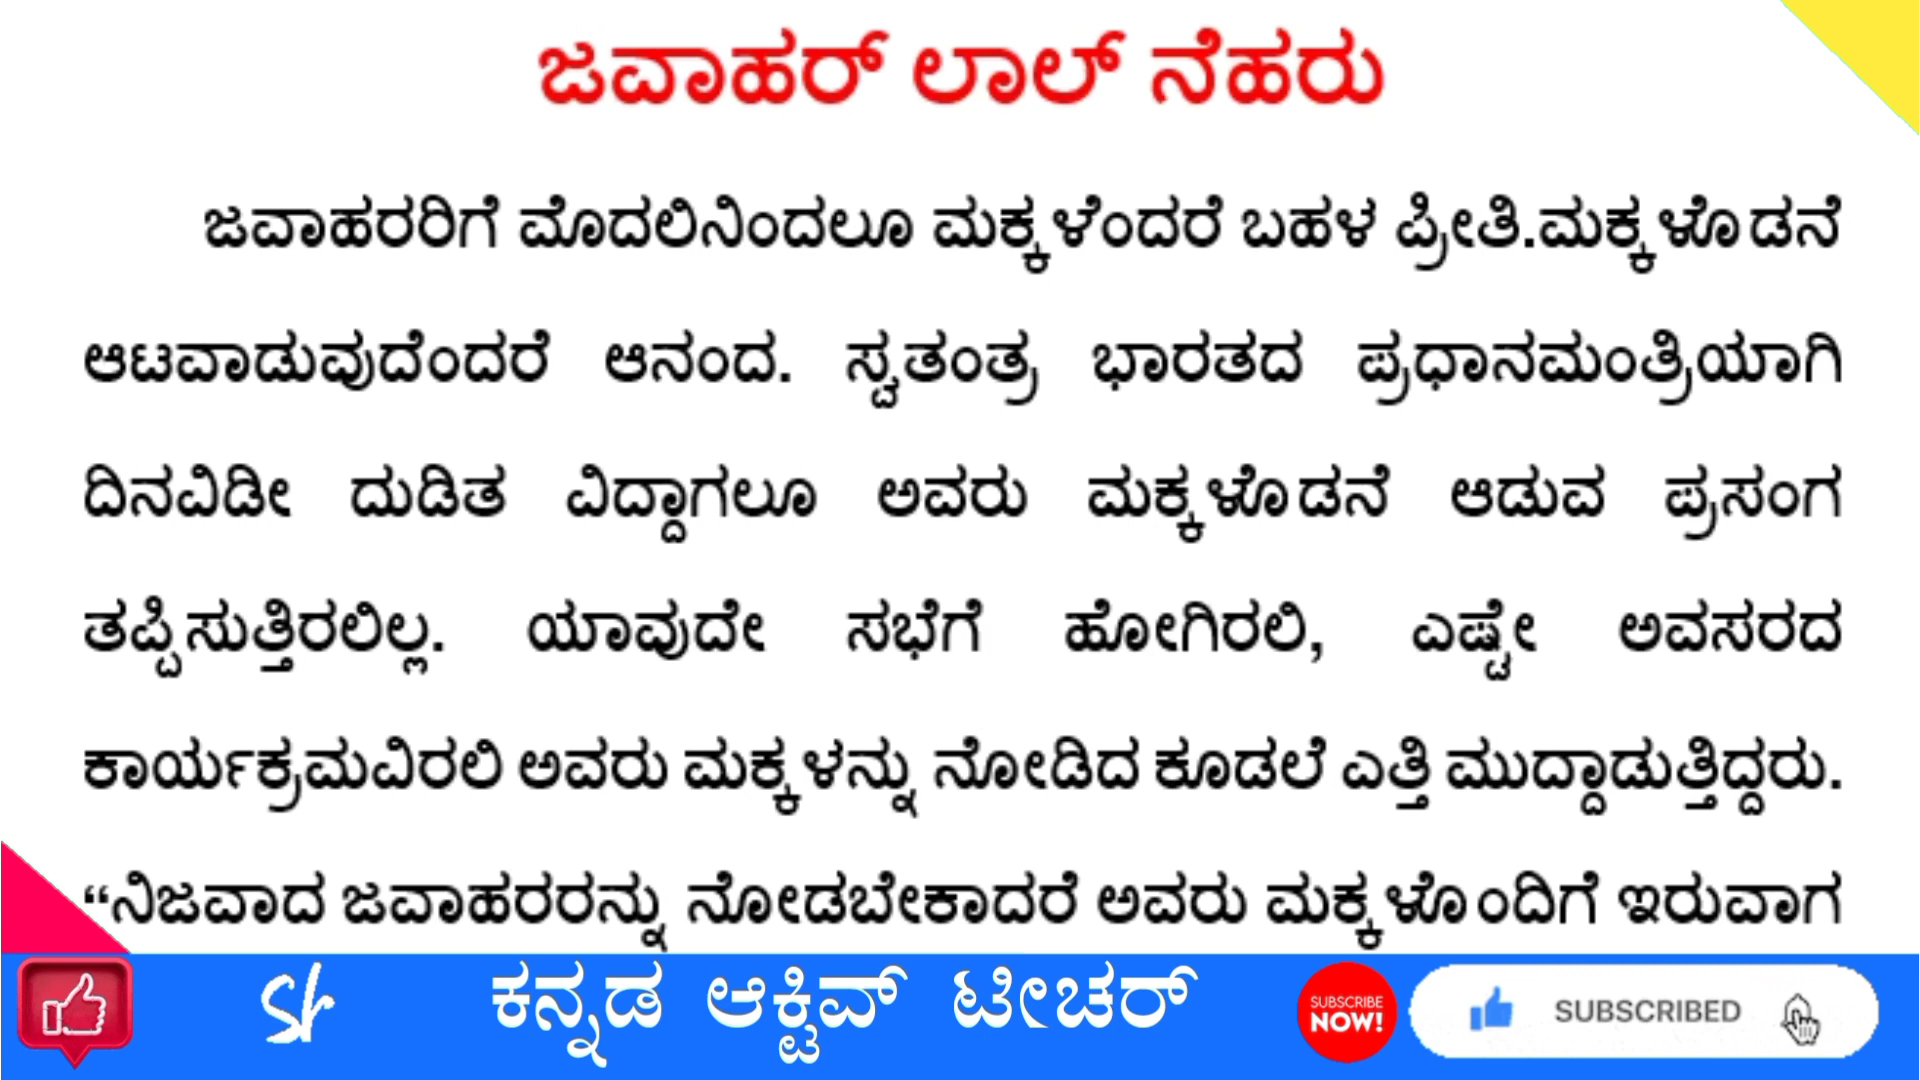 ಜವಾಹರ್ ಲಾಲ್ ನೆಹರು
ಜವಾಹರರಿಗೆ ಮೊದಲಿನಿಂದಲೂ ಮಕ್ಕಳೆಂದರೆ ಬಹಳ ಪ್ರೀತಿ.ಮಕ್ಕಳೊಡನೆ
ಆಟವಾಡುವುದೆಂದರೆ ಆನಂದ. ಸ್ವತಂತ್ರ ಭಾರತದ ಪ್ರಧಾನಮಂತ್ರಿಯಾಗಿ
ದಿನವಿಡೀ ದುಡಿತ ವಿದ್ದಾಗಲೂ ಅವರು ಮಕ್ಕಳೊಡನೆ ಆಡುವ ಪ್ರಸಂಗ
ತಪ್ಪಿಸುತ್ತಿರಲಿಲ್ಲ. ಯಾವುದೇ ಸಭೆಗೆ ಹೋಗಿರಲಿ, ಎಷ್ಟೇ ಅವಸರದ
ಕಾರ್ಯಕ್ರಮವಿರಲಿ ಅವರು ಮಕ್ಕಳನ್ನು ನೋಡಿದ ಕೂಡಲೆ ಎತ್ತಿ ಮುದ್ದಾಡುತ್ತಿದ್ದರು.
“ನಿಜವಾದ ಜವಾಹರರನ್ನು ನೋಡಬೇಕಾದರೆ ಅವರು ಮಕ್ಕಳೊಂದಿಗೆ ಇರುವಾಗ
Sr ಕನ್ನಡ ಆಕ್ಟಿವ್ ಟೀಚರ್ SUBSCRIBE NOW! SUBSCRIBED